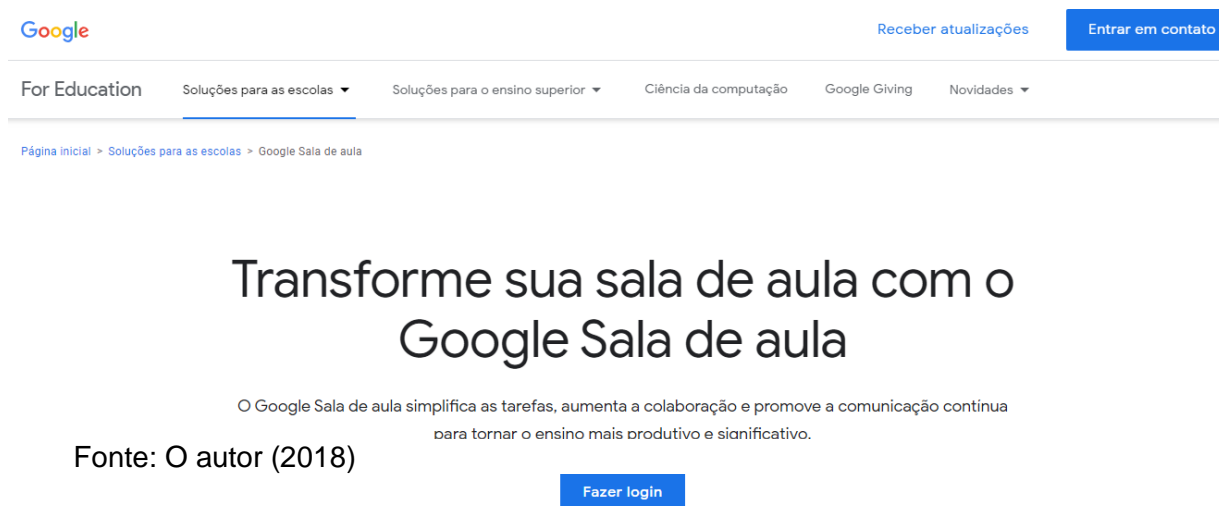 Google
Receber atualizações
Entrar em contato
For Education
Soluções para as escolas
Soluções para o ensino superior
Ciência da computação
Google Giving
Novidades
Página inicial > Soluções para as escolas > Google Sala de aula
Transforme sua sala de aula com o
Google Sala de aula
O Google Sala de aula simplifica as tarefas, aumenta a colaboração e promove a comunicação contínua
para tornar o ensino mais produtivo e significativo.
Fonte: O autor (2018)
Fazer login